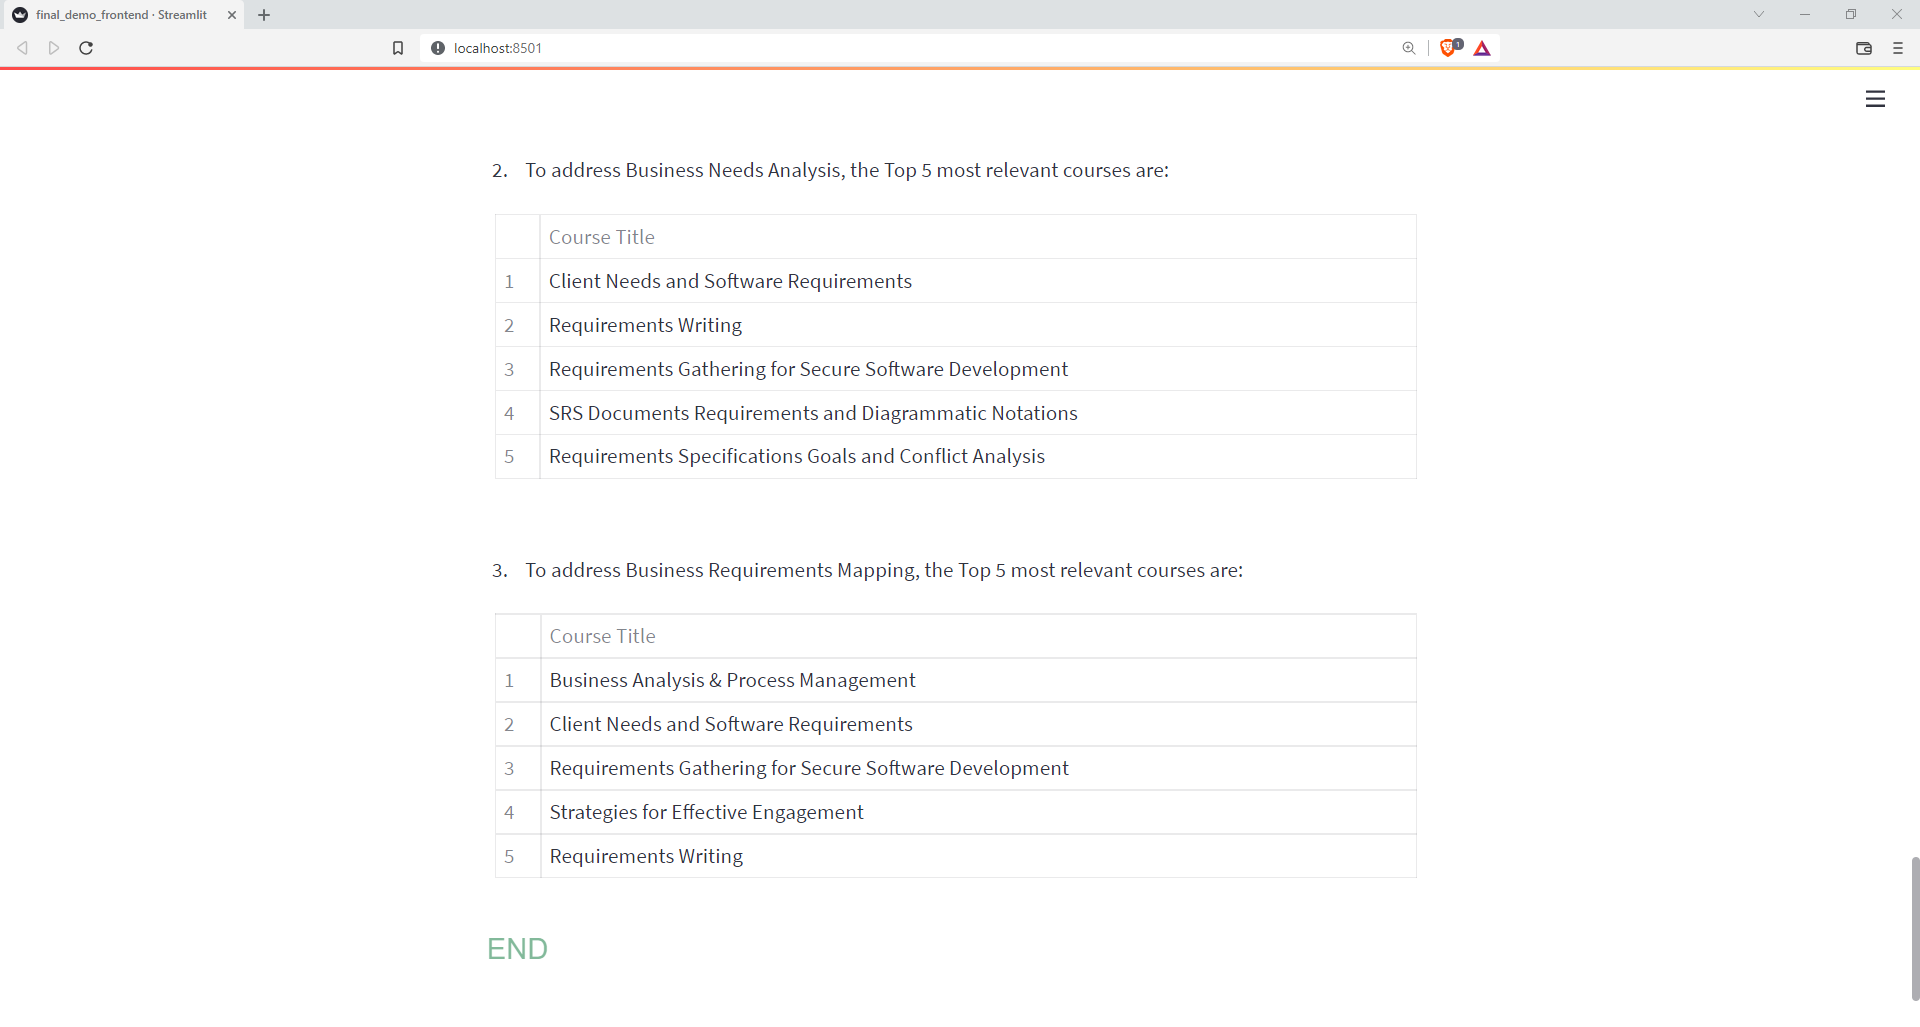 final_demo_frontend · Streamlit
localhost:8501
1
2. To address Business Needs Analysis, the Top 5 most relevant courses are:
Course Title
1 Client Needs and Software Requirements
2 Requirements Writing
3 Requirements Gathering for Secure Software Development
4 SRS Documents Requirements and Diagrammatic Notations
5 Requirements Specifications Goals and Conflict Analysis
3. To address Business Requirements Mapping, the Top 5 most relevant courses are:
Course Title
1 Business Analysis & Process Management
2 Client Needs and Software Requirements
3 Requirements Gathering for Secure Software Development
4 Strategies for Effective Engagement
5 Requirements Writing
END